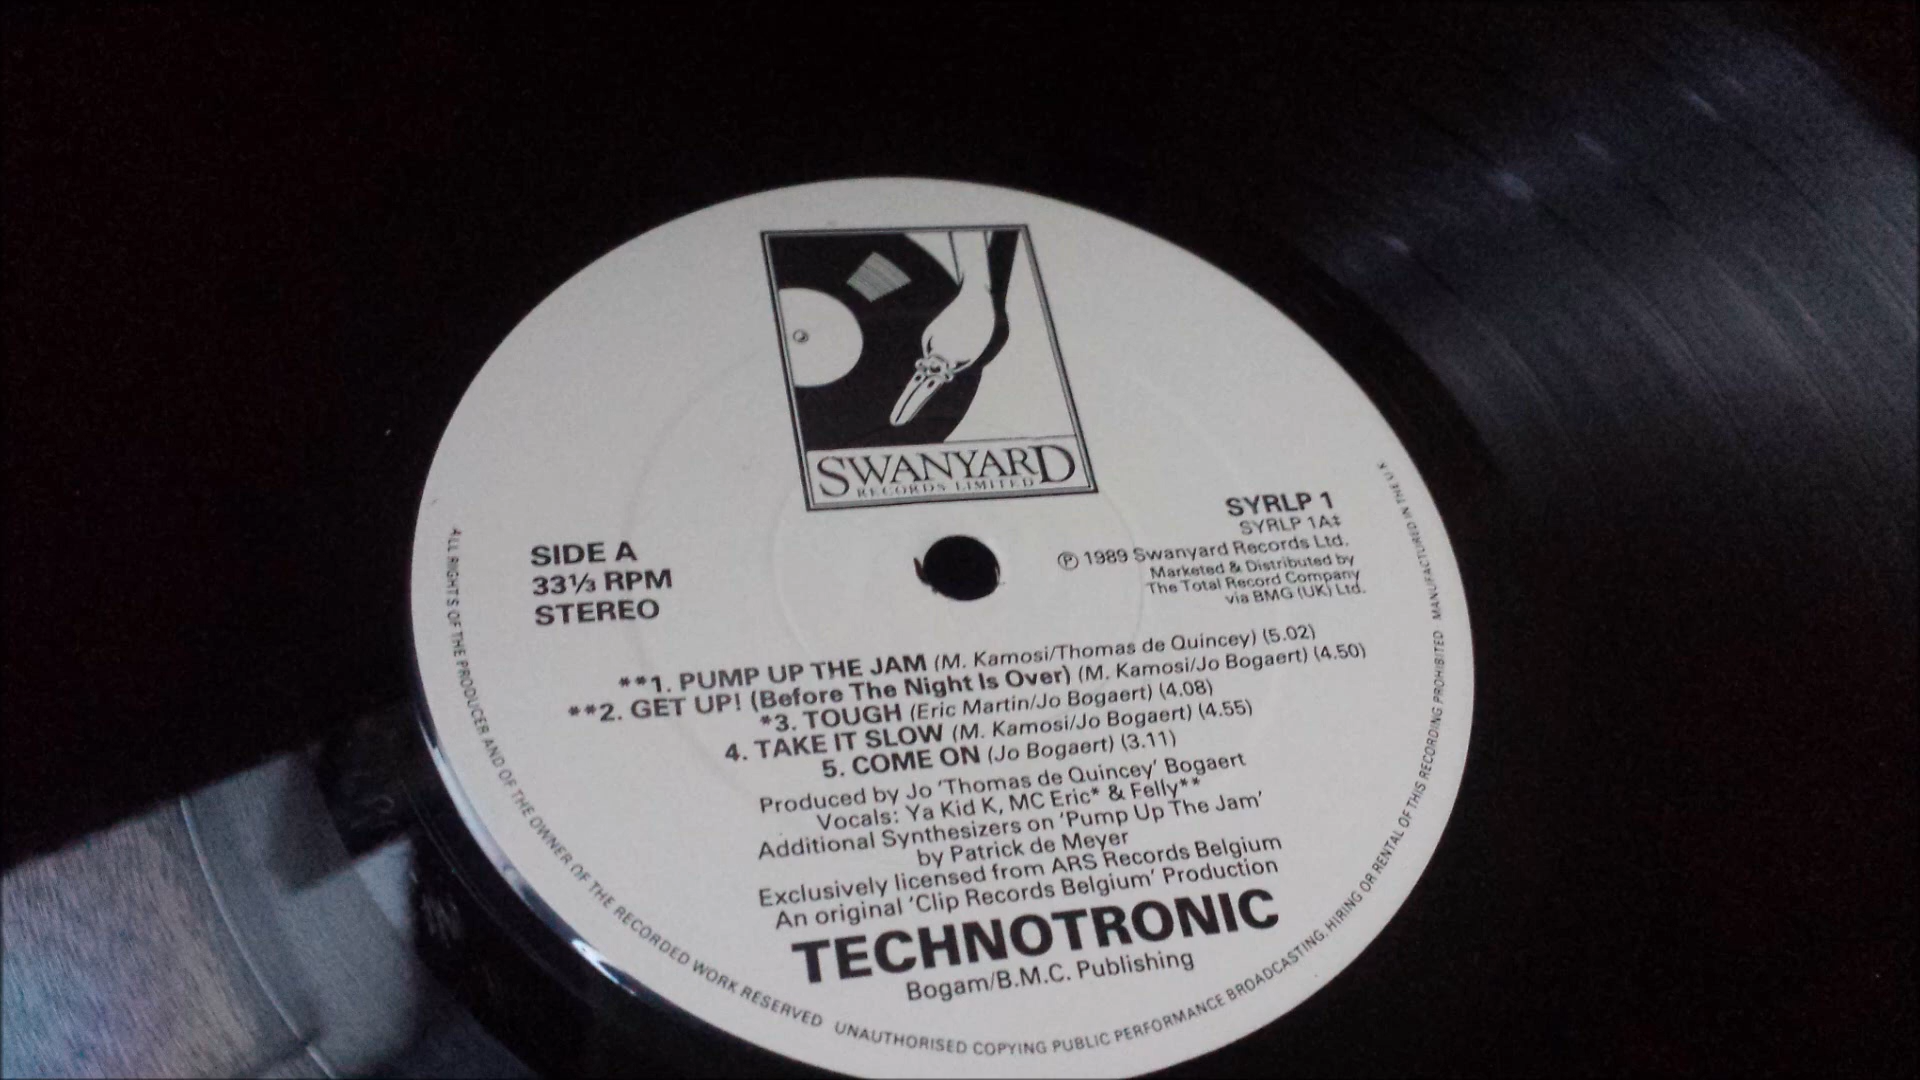 SWANYARD
RECORDS LIMITED
SIDE A
33⅓ RPM
STEREO
SYRLP 1
SYRLP 1A‡
Ⓟ 1989 Swanyard Records Ltd.
Marketed & Distributed by
The Total Record Company
via BMG (UK) Ltd.
**1. PUMP UP THE JAM (M. Kamosi/Thomas de Quincey) (5.02)
**2. GET UP! (Before The Night Is Over) (M. Kamosi/Jo Bogaert) (4.50)
*3. TOUGH (Eric Martin/Jo Bogaert) (4.08)
4. TAKE IT SLOW (M. Kamosi/Jo Bogaert) (4.55)
5. COME ON (Jo Bogaert) (3.11)
Produced by Jo 'Thomas de Quincey' Bogaert
Vocals: Ya Kid K, MC Eric* & Felly**
Additional Synthesizers on 'Pump Up The Jam'
by Patrick de Meyer
Exclusively licensed from ARS Records Belgium
An original 'Clip Records Belgium' Production
TECHNOTRONIC
Bogam/B.M.C. Publishing
ALL RIGHTS OF THE PRODUCER AND OF THE OWNER OF THE RECORDED WORK RESERVED UNAUTHORISED COPYING PUBLIC PERFORMANCE BROADCASTING, HIRING OR RENTAL OF THIS RECORDING PROHIBITED MANUFACTURED IN THE U.K.